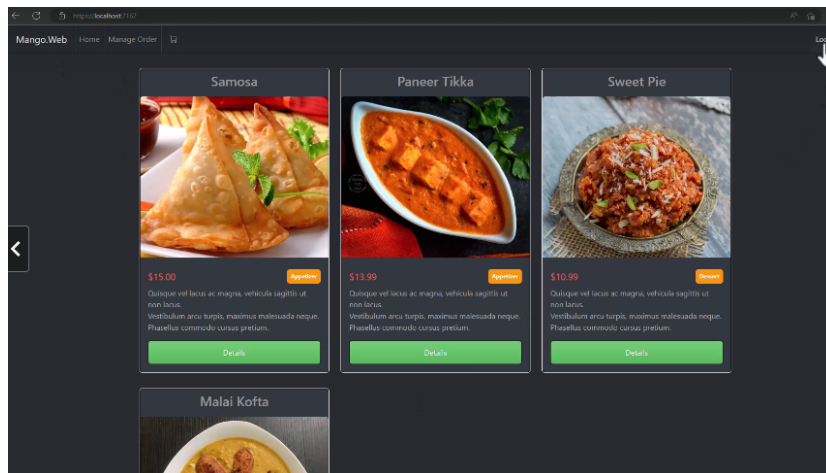 https://localhost:7167
Mango.Web Home Manage Order
Samosa
Paneer Tikka
Sweet Pie
$15.00 Appetizer
$13.99 Appetizer
$10.99 Dessert
Quisque vel lacus ac magna, vehicula sagittis ut
non lacus.
Vestibulum arcu turpis, maximus malesuada neque.
Phasellus commodo cursus pretium.
Quisque vel lacus ac magna, vehicula sagittis ut
non lacus.
Vestibulum arcu turpis, maximus malesuada neque.
Phasellus commodo cursus pretium.
Quisque vel lacus ac magna, vehicula sagittis ut
non lacus.
Vestibulum arcu turpis, maximus malesuada neque.
Phasellus commodo cursus pretium.
Details
Details
Details
Malai Kofta